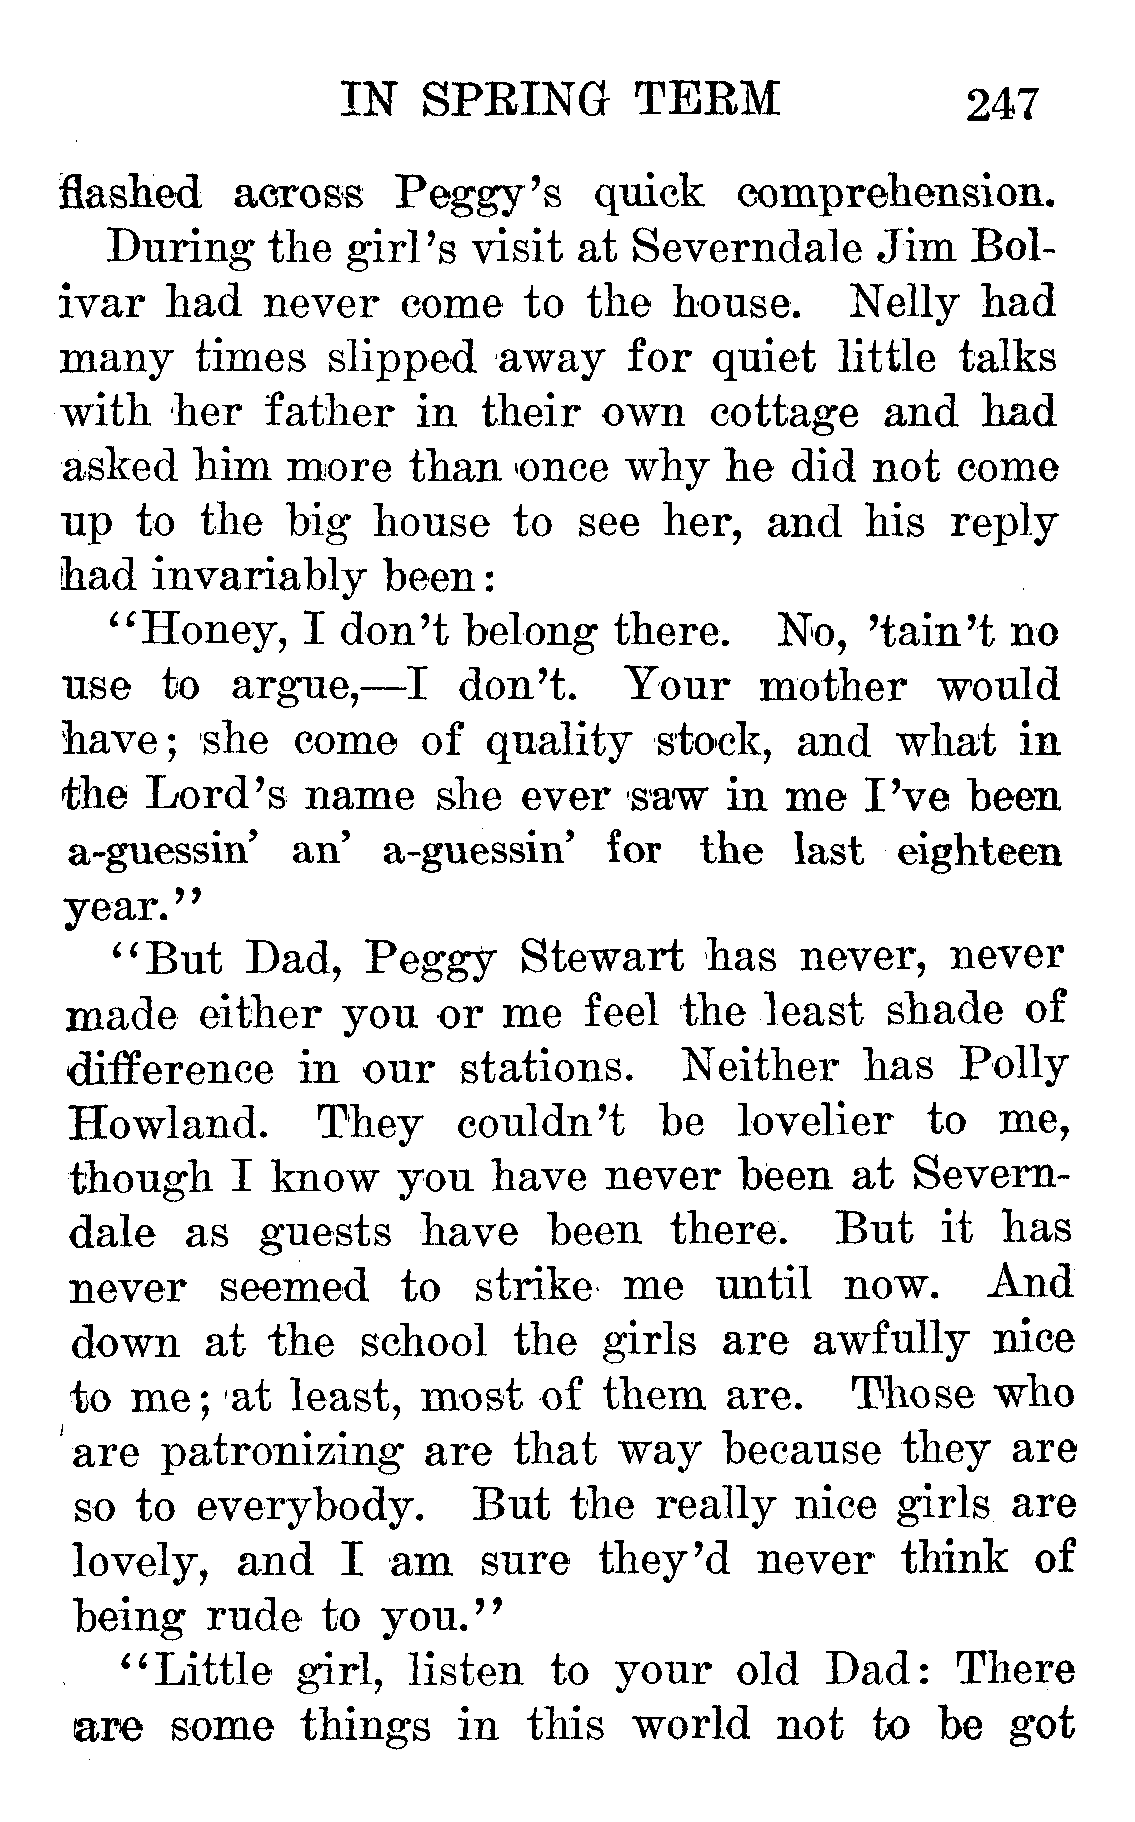 IN SPRING TERM 247
flashed across Peggy's quick comprehension.
During the girl's visit at Severndale Jim Bol-
ivar had never come to the house. Nelly had
many times slipped away for quiet little talks
with her father in their own cottage and had
asked him more than once why he did not come
up to the big house to see her, and his reply
had invariably been:
"Honey, I don't belong there. No, 'tain't no
use to argue,—I don't. Your mother would
have; she come of quality stock, and what in
the Lord's name she ever saw in me I've been
a-guessin' an' a-guessin' for the last eighteen
year."
"But Dad, Peggy Stewart has never, never
made either you or me feel the least shade of
difference in our stations. Neither has Polly
Howland. They couldn't be lovelier to me,
though I know you have never been at Severn-
dale as guests have been there. But it has
never seemed to strike me until now. And
down at the school the girls are awfully nice
to me; at least, most of them are. Those who
are patronizing are that way because they are
so to everybody. But the really nice girls are
lovely, and I am sure they'd never think of
being rude to you."
"Little girl, listen to your old Dad: There
are some things in this world not to be got